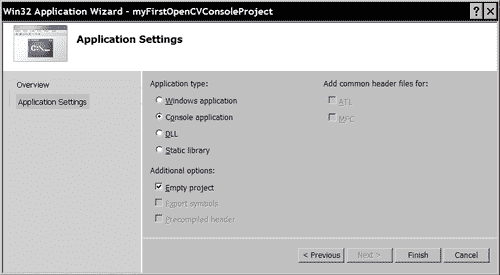 Win32 Application Wizard - myFirstOpenCVConsoleProject
? X
C:\_
Application Settings
Overview
Application Settings
Application type:
Windows application
Console application
DLL
Static library
Additional options:
Empty project
Export symbols
Precompiled header
Add common header files for:
ATL
MFC
< Previous
Next >
Finish
Cancel